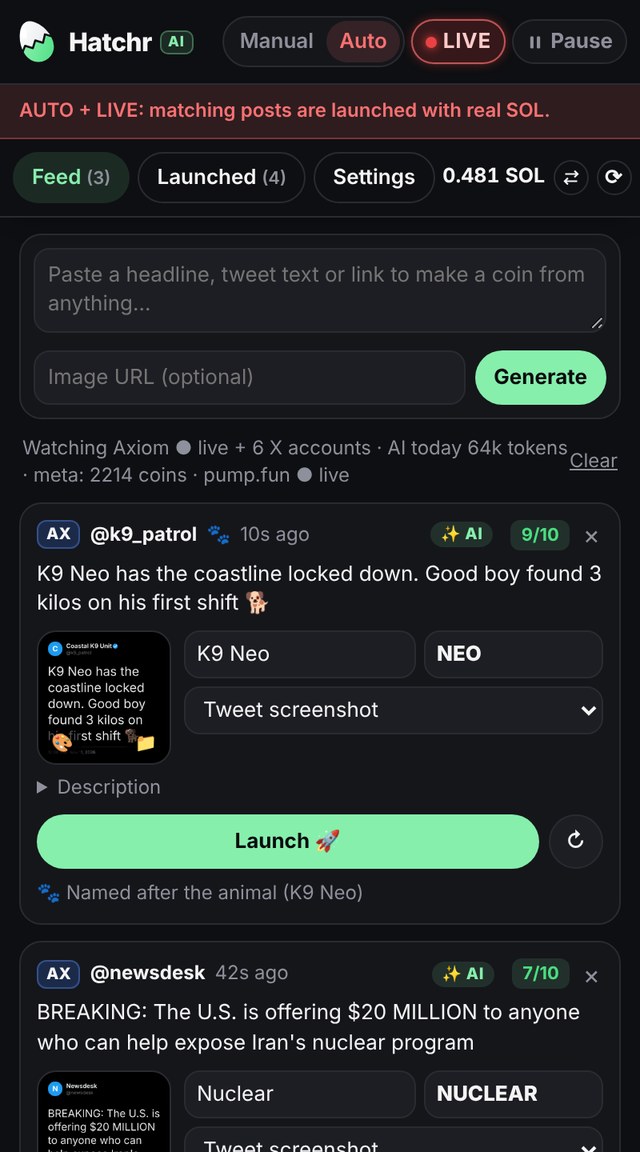 Hatchr AI Manual Auto LIVE Pause
AUTO + LIVE: matching posts are launched with real SOL.
Feed (3) Launched (4) Settings 0.481 SOL
Paste a headline, tweet text or link to make a coin from
anything...
Image URL (optional) Generate
Watching Axiom ● live + 6 X accounts · AI today 64k tokens
· meta: 2214 coins · pump.fun ● live
Clear
AX @k9_patrol 🐾 10s ago ✨ AI 9/10 ×
K9 Neo has the coastline locked down. Good boy found 3
kilos on his first shift 🐕
Coastal K9 Unit
@k9_patrol
K9 Neo has the
coastline locked
down. Good boy
found 3 kilos on
his first shift
K9 Neo NEO
Tweet screenshot
Description
Launch 🚀
🐾 Named after the animal (K9 Neo)
AX @newsdesk 42s ago ✨ AI 7/10 ×
BREAKING: The U.S. is offering $20 MILLION to anyone
who can help expose Iran's nuclear program
N Newsdesk
@newsdesk
BREAKING: The U.S. is
offering $20 MILLION
to anyone who can
help expose Iran's
Nuclear NUCLEAR
Tweet screenshot